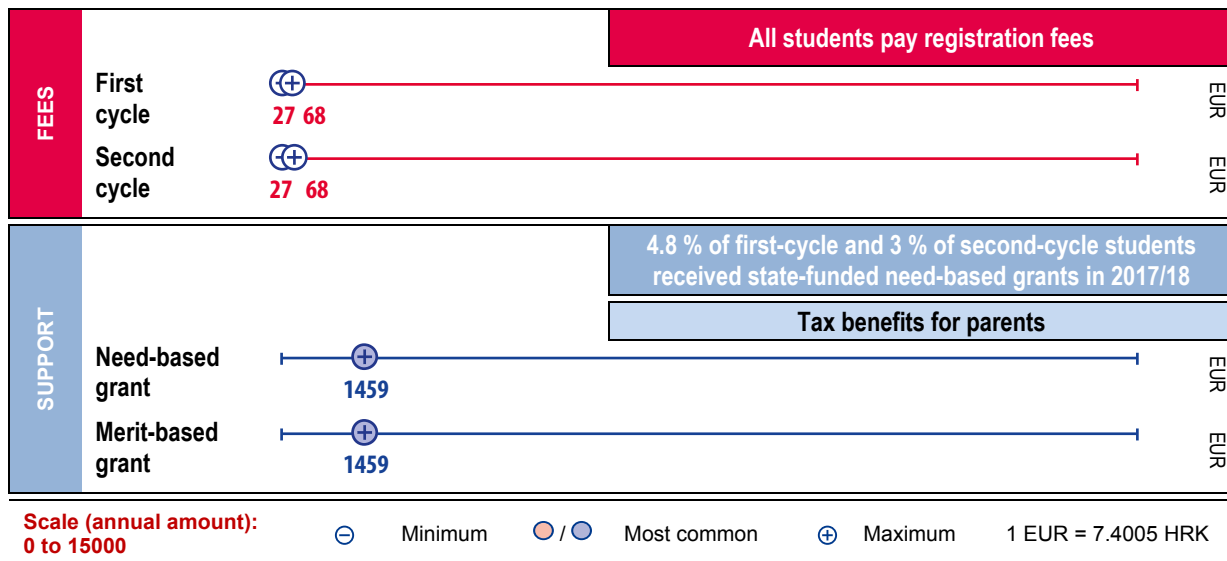 All students pay registration fees
FEES
First
cycle
27 68
EUR
Second
cycle
27 68
EUR
4.8 % of first-cycle and 3 % of second-cycle students
received state-funded need-based grants in 2017/18
Tax benefits for parents
SUPPORT
Need-based
grant
1459
EUR
Merit-based
grant
1459
EUR
Scale (annual amount):
0 to 15000
Minimum / Most common Maximum 1 EUR = 7.4005 HRK